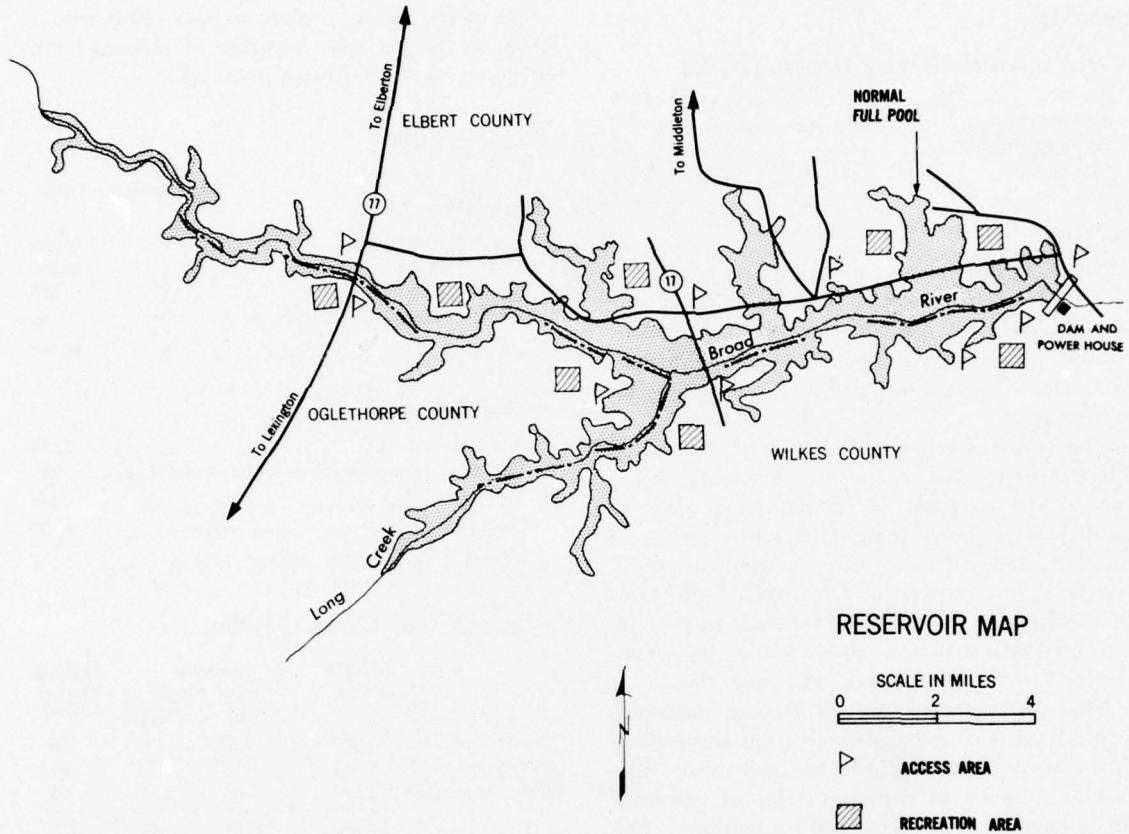 To Elberton
ELBERT COUNTY
To Middleton
NORMAL
FULL POOL
77
17
River
Broad
DAM AND
POWER HOUSE
To Lexington
OGLETHORPE COUNTY
WILKES COUNTY
Creek
Long
RESERVOIR MAP
N
SCALE IN MILES
0 2 4
ACCESS AREA
RECREATION AREA